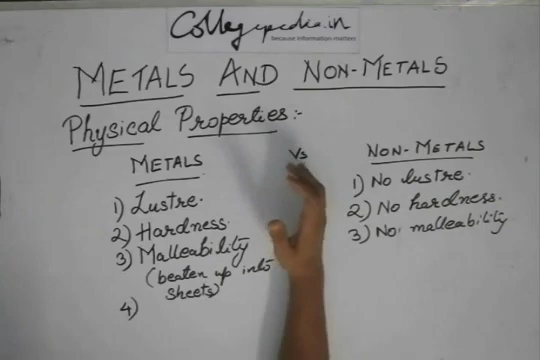 Collegepedia.in
because information matters
METALS AND NON-METALS
Physical Properties:-
METALS Vs NON-METALS
1) Lustre. 1) No lustre.
2) Hardness. 2) No hardness.
3) Malleability 3) No malleability
(beaten up into
sheets)
4)